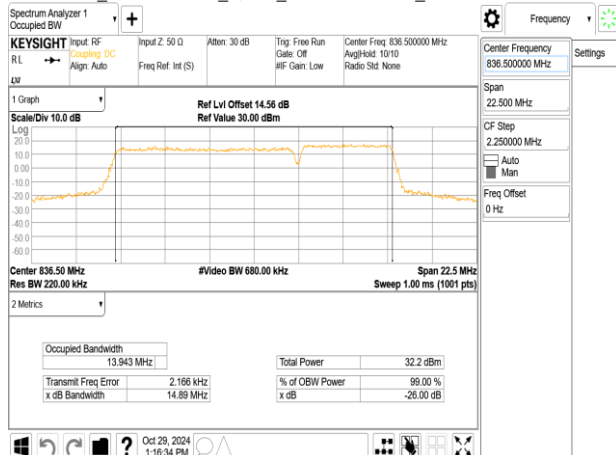 Spectrum Analyzer 1
Occupied BW
Frequency
KEYSIGHT
RL
Input: RF
Coupling: DC
Align: Auto
Input Z: 50 Ω
Freq Ref: Int (S)
Atten: 30 dB
Trig: Free Run
Gate: Off
#IF Gain: Low
Center Freq: 836.500000 MHz
Avg|Hold: 10/10
Radio Std: None
Center Frequency
836.500000 MHz
Settings
Span
22.500 MHz
CF Step
2.250000 MHz
Auto
Man
Freq Offset
0 Hz
1 Graph
Scale/Div 10.0 dB
Ref Lvl Offset 14.56 dB
Ref Value 30.00 dBm
Log
20.0
10.0
0.00
-10.0
-20.0
-30.0
-40.0
-50.0
-60.0
Center 836.50 MHz
#Video BW 680.00 kHz
Span 22.5 MHz
Res BW 220.00 kHz
Sweep 1.00 ms (1001 pts)
2 Metrics
Occupied Bandwidth
13.943 MHz
Total Power 32.2 dBm
Transmit Freq Error 2.166 kHz
% of OBW Power 99.00 %
x dB Bandwidth 14.89 MHz
x dB -26.00 dB
?
Oct 29, 2024
1:16:34 PM